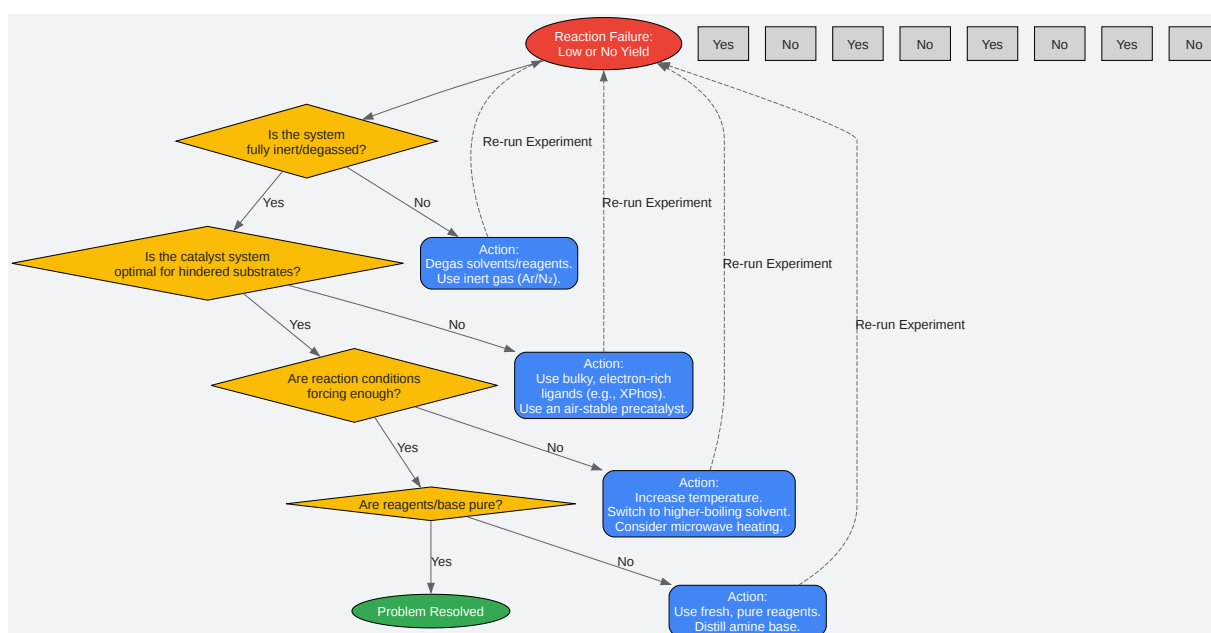 Reaction Failure:
Low or No Yield
Yes
No
Yes
No
Yes
No
Yes
No
Is the system
fully inert/degassed?
Re-run Experiment
Yes
No
Re-run Experiment
Action:
Degas solvents/reagents.
Use inert gas (Ar/N₂).
Is the catalyst system
optimal for hindered substrates?
Re-run Experiment
Yes
No
Re-run Experiment
Action:
Use bulky, electron-rich
ligands (e.g., XPhos).
Use an air-stable precatalyst.
Are reaction conditions
forcing enough?
Yes
No
Action:
Increase temperature.
Switch to higher-boiling solvent.
Consider microwave heating.
Are reagents/base pure?
Yes
No
Action:
Use fresh, pure reagents.
Distill amine base.
Problem Resolved